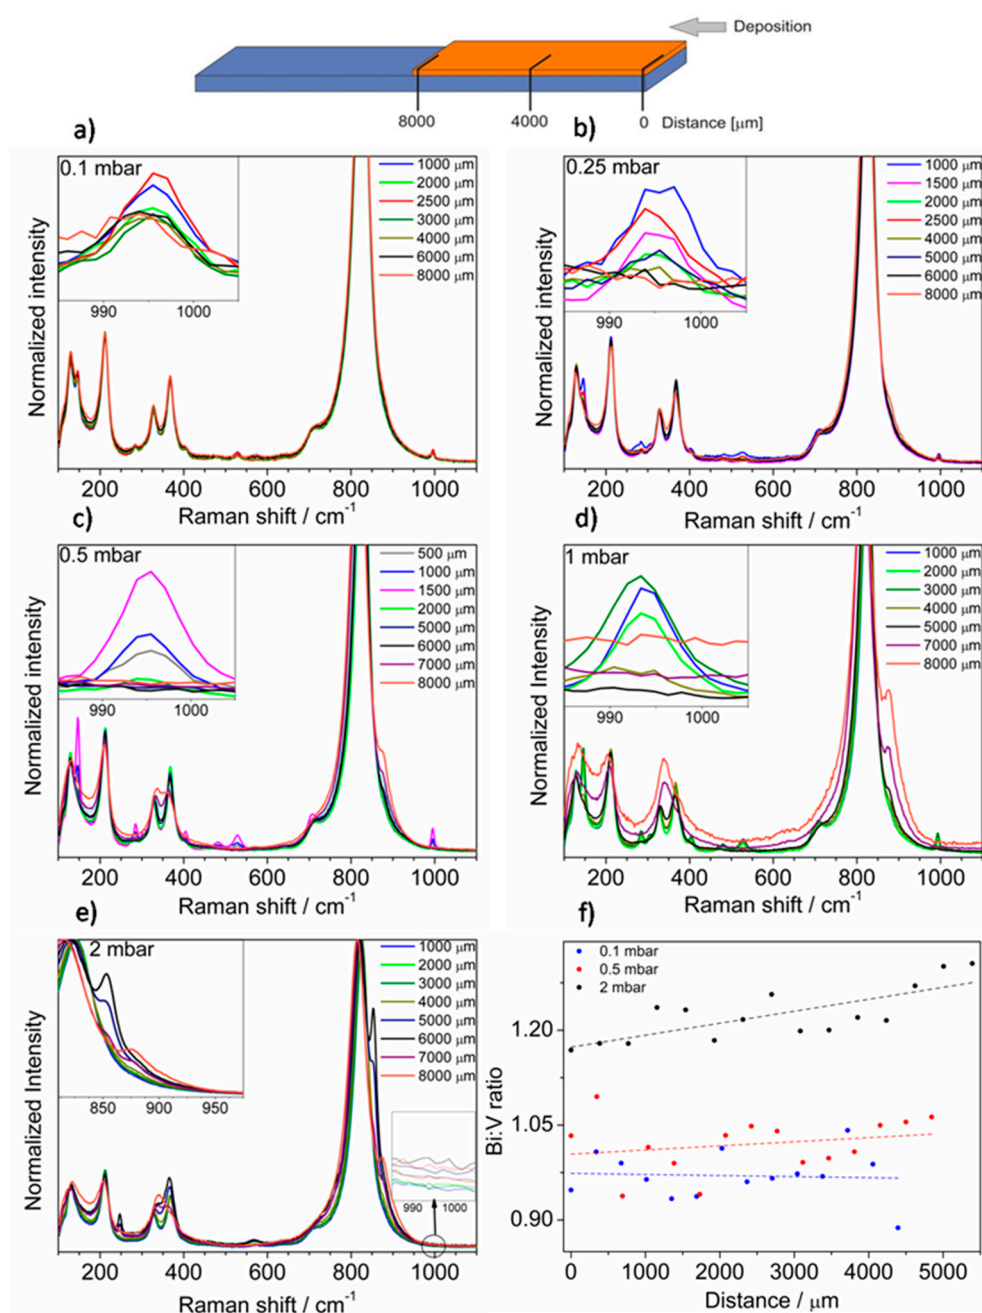 Deposition
8000
4000
0
Distance [μm]
a)
b)
0.1 mbar
1000 μm
2000 μm
2500 μm
3000 μm
4000 μm
6000 μm
8000 μm
990
1000
Normalized intensity
200
400
600
800
1000
Raman shift / cm⁻¹
0.25 mbar
1000 μm
1500 μm
2000 μm
2500 μm
4000 μm
5000 μm
6000 μm
8000 μm
990
1000
Normalized intensity
200
400
600
800
1000
Raman shift / cm⁻¹
c)
d)
0.5 mbar
500 μm
1000 μm
1500 μm
2000 μm
5000 μm
6000 μm
7000 μm
8000 μm
990
1000
Normalized intensity
200
400
600
800
1000
Raman shift / cm⁻¹
1 mbar
1000 μm
2000 μm
3000 μm
4000 μm
5000 μm
7000 μm
8000 μm
990
1000
Normalized Intensity
200
400
600
800
1000
Raman shift / cm⁻¹
e)
f)
2 mbar
1000 μm
2000 μm
3000 μm
4000 μm
5000 μm
6000 μm
7000 μm
8000 μm
850
900
950
990
1000
Normalized Intensity
200
400
600
800
1000
Raman shift / cm⁻¹
0.1 mbar
0.5 mbar
2 mbar
1.20
1.05
0.90
Bi:V ratio
0
1000
2000
3000
4000
5000
Distance / μm